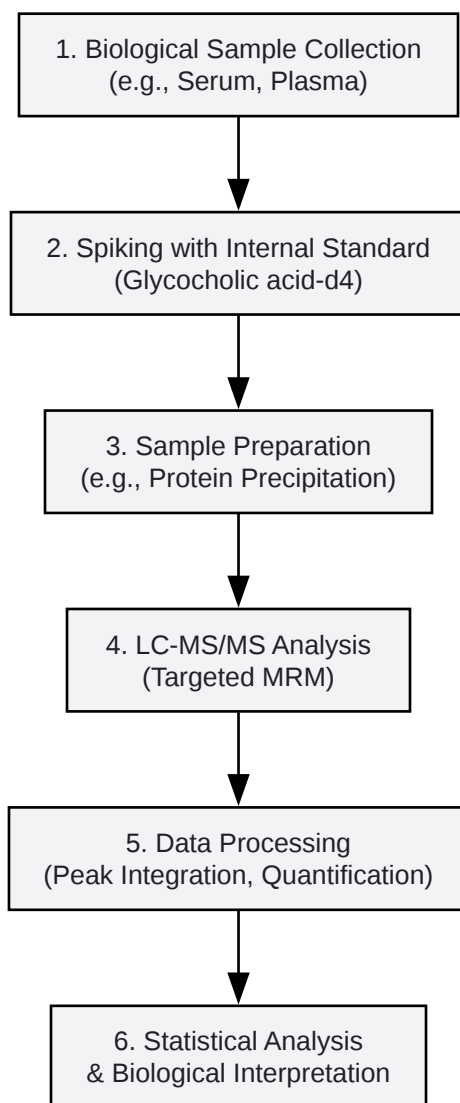 1. Biological Sample Collection
(e.g., Serum, Plasma)
2. Spiking with Internal Standard
(Glycocholic acid-d4)
3. Sample Preparation
(e.g., Protein Precipitation)
4. LC-MS/MS Analysis
(Targeted MRM)
5. Data Processing
(Peak Integration, Quantification)
6. Statistical Analysis
& Biological Interpretation